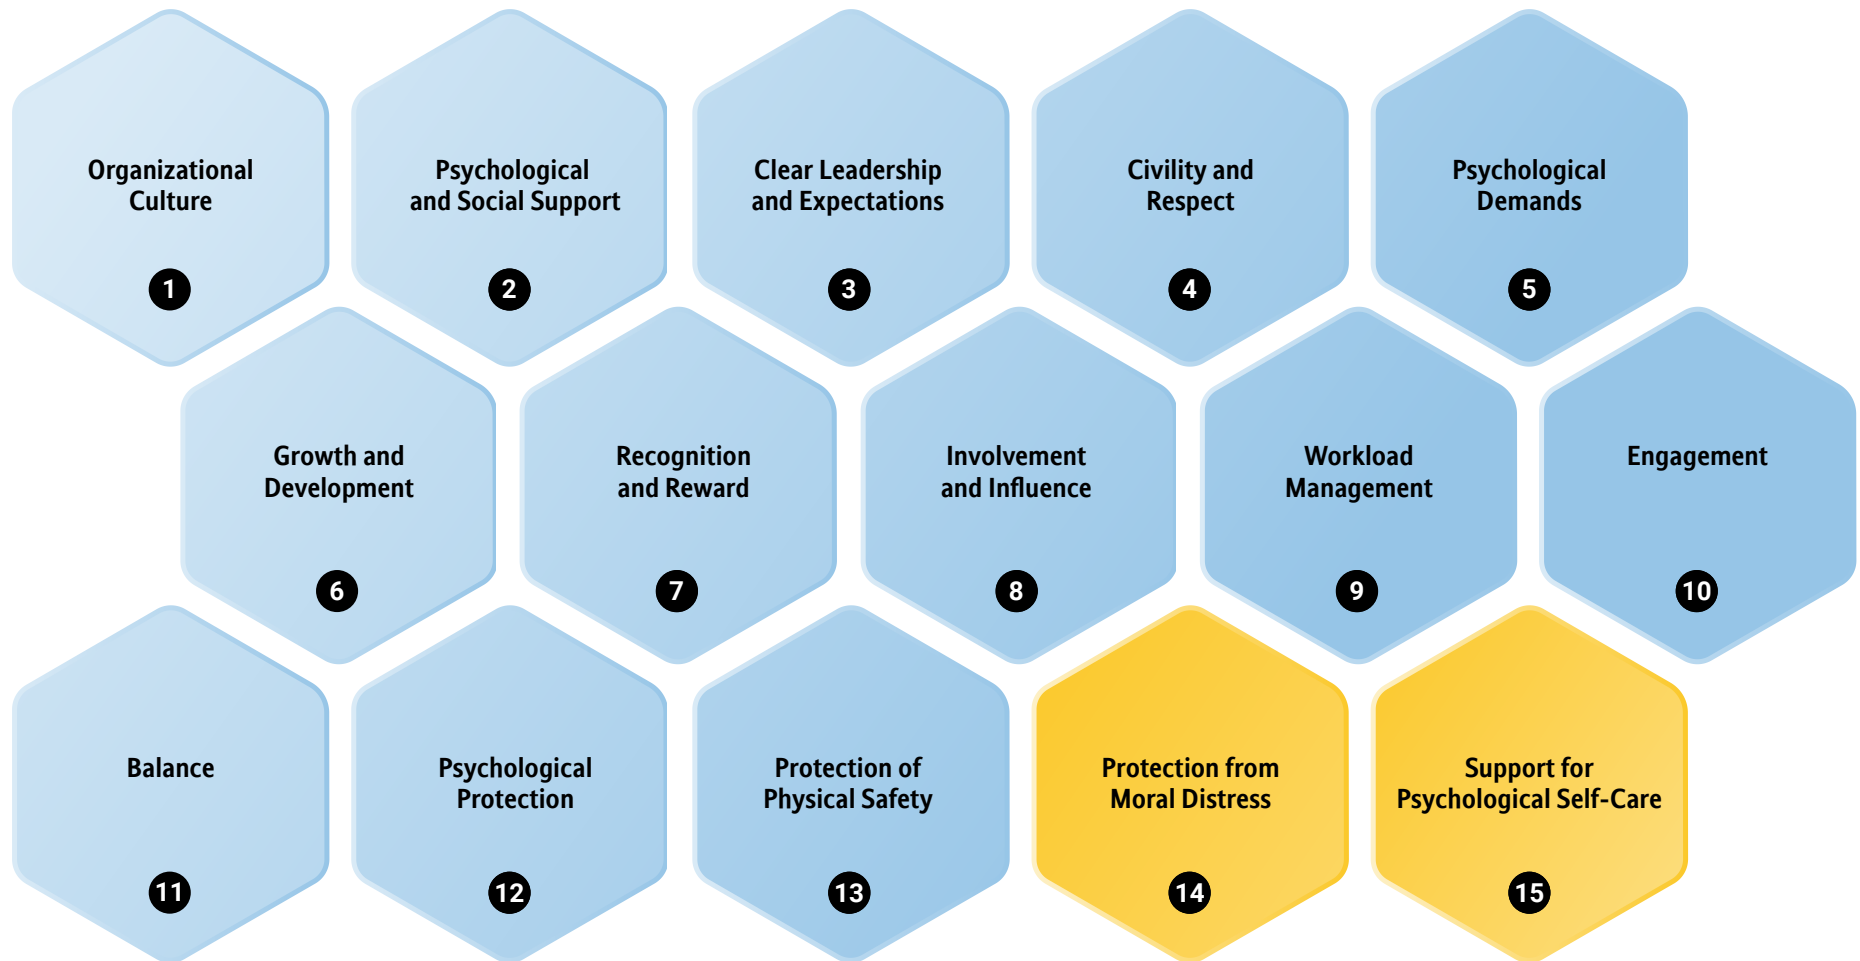 Organizational
Culture
1
Psychological
and Social Support
2
Clear Leadership
and Expectations
3
Civility and
Respect
4
Psychological
Demands
5
Growth and
Development
6
Recognition
and Reward
7
Involvement
and Influence
8
Workload
Management
9
Engagement
10
Balance
11
Psychological
Protection
12
Protection of
Physical Safety
13
Protection from
Moral Distress
14
Support for
Psychological Self-Care
15